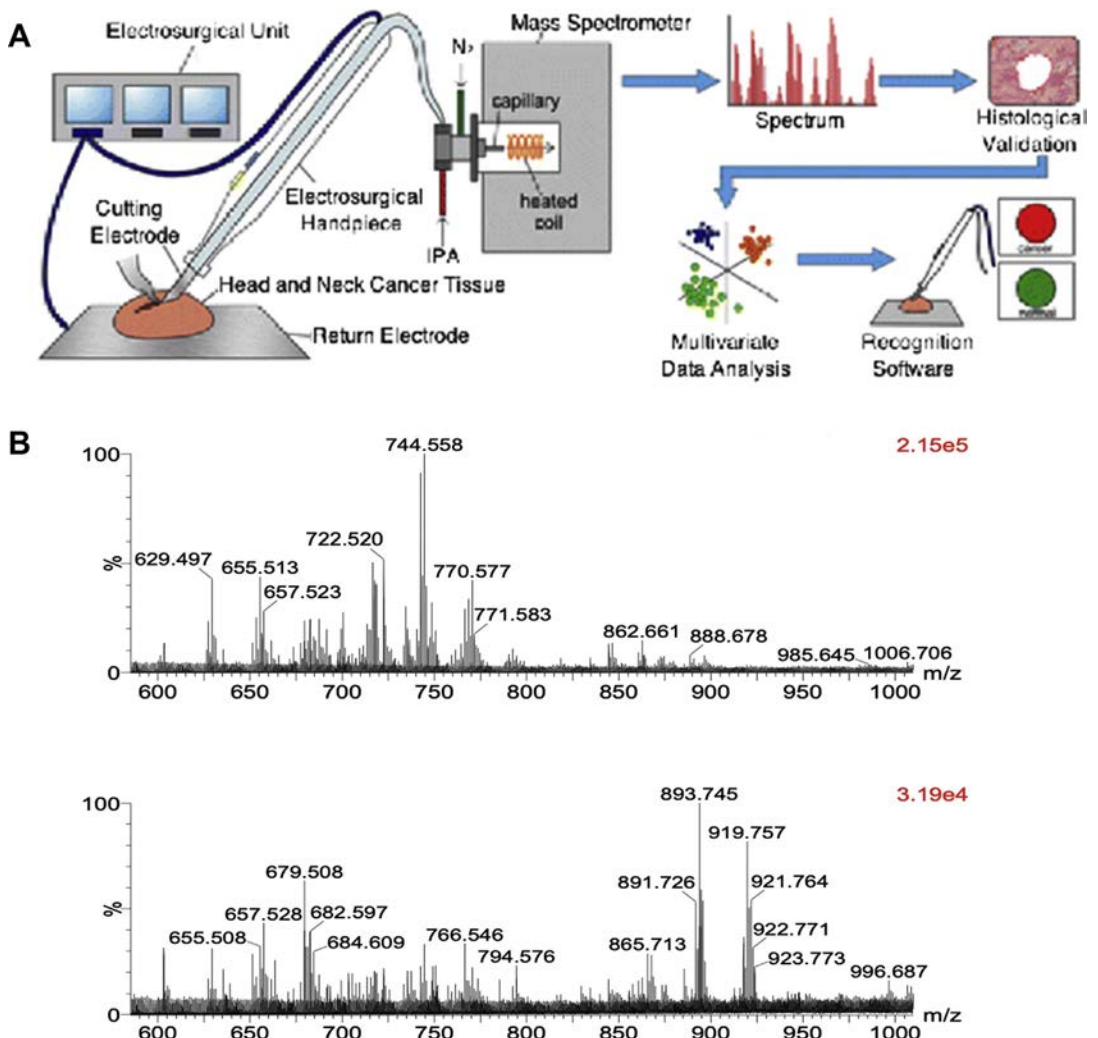 A
Electrosurgical Unit
Mass Spectrometer
capillary
heated
coil
IPA
Electrosurgical
Handpiece
Cutting
Electrode
Head and Neck Cancer Tissue
Return Electrode
Spectrum
Histological
Validation
Multivariate
Data Analysis
Recognition
Software
B
2.15e5
100
%
0
744.558
722.520
629.497
655.513
657.523
770.577
771.583
862.661
888.678
985.645
1006.706
600
650
700
750
800
850
900
950
1000
m/z
3.19e4
100
%
0
893.745
919.757
679.508
891.726
921.764
657.528
682.597
655.508
684.609
766.546
794.576
865.713
922.771
923.773
996.687
600
650
700
750
800
850
900
950
1000
m/z